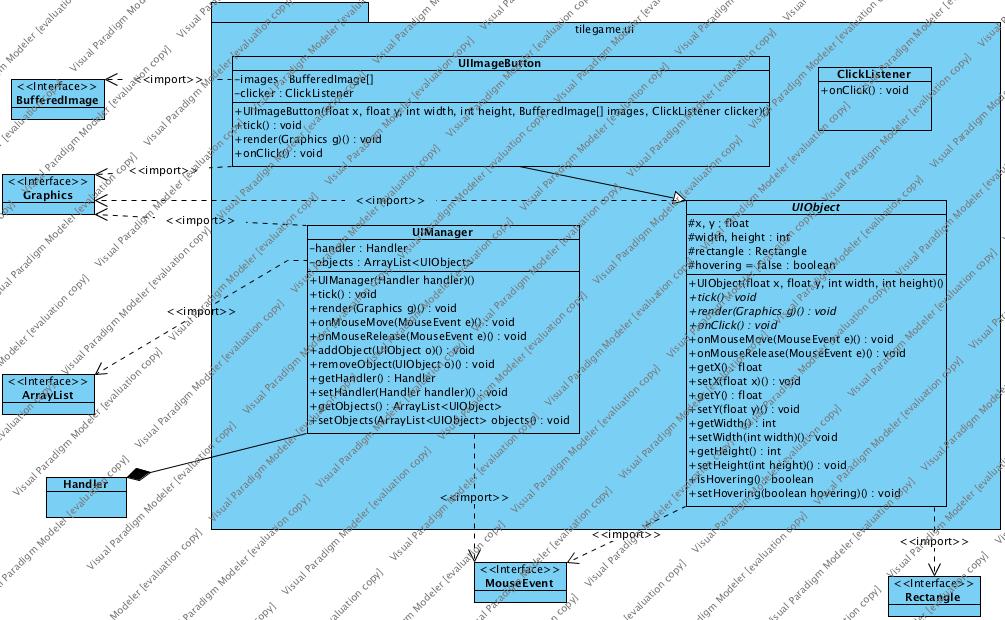 tilegame.ui
UIImageButton
-images : BufferedImage[]
-clicker : ClickListener
+UIImageButton(float x, float y, int width, int height, BufferedImage[] images, ClickListener clicker)()
+tick() : void
+render(Graphics g)() : void
+onClick() : void
ClickListener
+onClick() : void
<<Interface>>
BufferedImage
<<import>>
<<Interface>>
Graphics
<<import>>
<<import>>
<<import>>
UIManager
-handler : Handler
-objects : ArrayList<UIObject>
+UIManager(Handler handler)()
+tick() : void
+render(Graphics g)() : void
+onMouseMove(MouseEvent e)() : void
+onMouseRelease(MouseEvent e)() : void
+addObject(UIObject o)() : void
+removeObject(UIObject o)() : void
+getHandler() : Handler
+setHandler(Handler handler)() : void
+getObjects() : ArrayList<UIObject>
+setObjects(ArrayList<UIObject> objects)() : void
UIObject
#x, y : float
#width, height : int
#rectangle : Rectangle
#hovering = false : boolean
+UIObject(float x, float y, int width, int height)()
+tick() : void
+render(Graphics g)() : void
+onClick() : void
+onMouseMove(MouseEvent e)() : void
+onMouseRelease(MouseEvent e)() : void
+getX() : float
+setX(float x)() : void
+getY() : float
+setY(float y)() : void
+getWidth() : int
+setWidth(int width)() : void
+getHeight() : int
+setHeight(int height)() : void
+isHovering() : boolean
+setHovering(boolean hovering)() : void
<<import>>
<<Interface>>
ArrayList
Handler
<<import>>
<<import>>
<<import>>
<<Interface>>
MouseEvent
<<Interface>>
Rectangle
Visual Paradigm Modeler [evaluation copy]